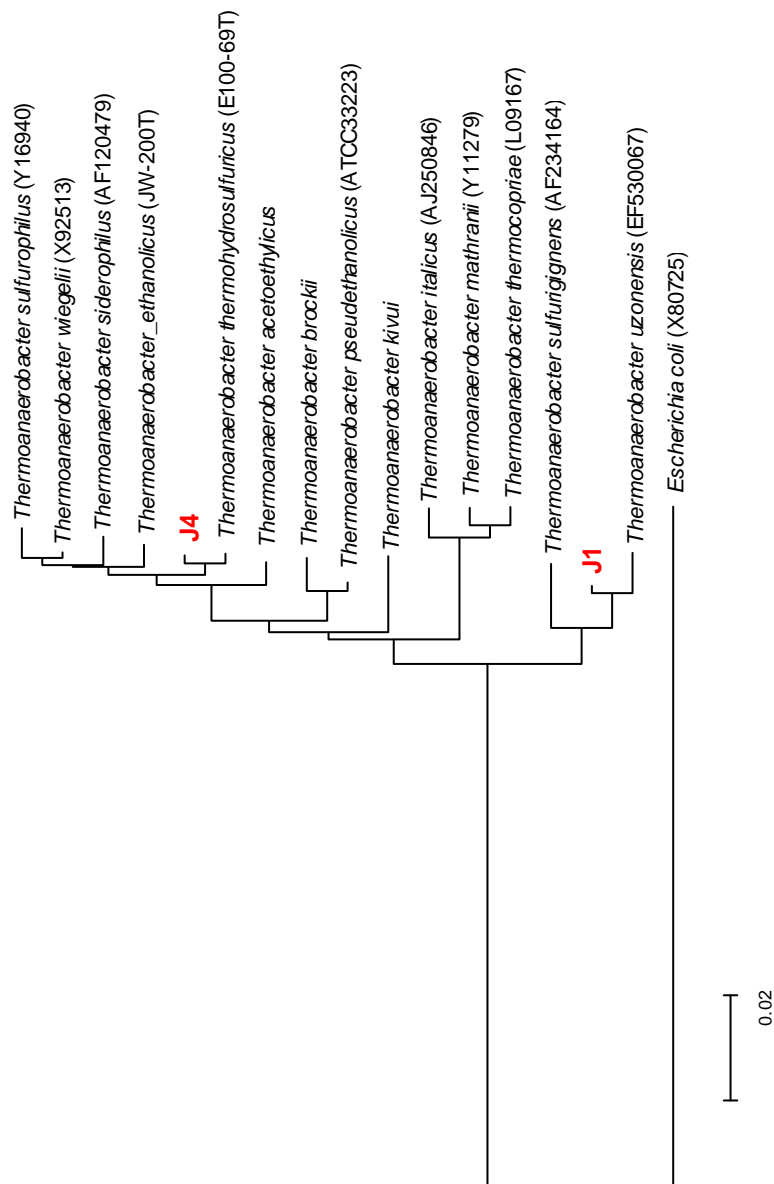 Thermoanaerobacter sulfurophilus (Y16940)
Thermoanaerobacter wiegelii (X92513)
Thermoanaerobacter siderophilus (AF120479)
Thermoanaerobacter_ethanolicus (JW-200T)
J4
Thermoanaerobacter thermohydrosulfuricus (E100-69T)
Thermoanaerobacter acetoethylicus
Thermoanaerobacter brockii
Thermoanaerobacter pseudethanolicus (ATCC33223)
Thermoanaerobacter kivui
Thermoanaerobacter italicus (AJ250846)
Thermoanaerobacter mathranii (Y11279)
Thermoanaerobacter thermocopriae (L09167)
Thermoanaerobacter sulfurigignens (AF234164)
J1
Thermoanaerobacter uzonensis (EF530067)
Escherichia coli (X80725)
0.02